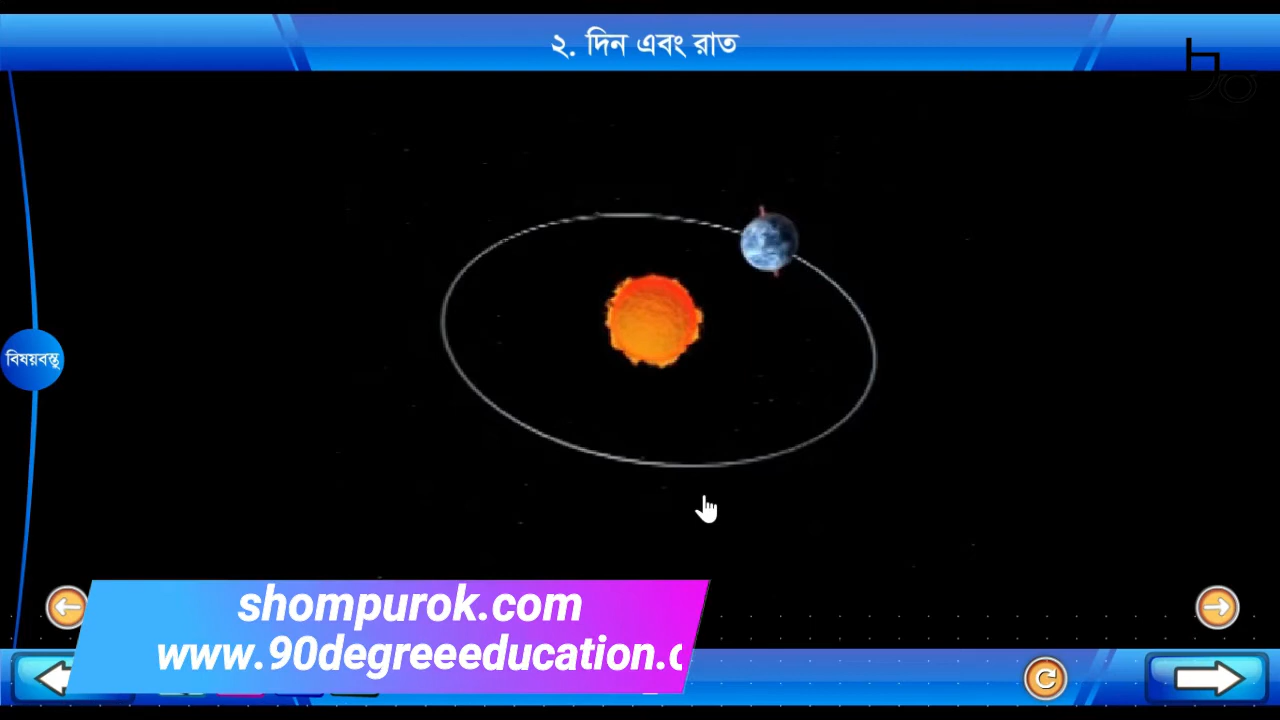 ২. দিন এবং রাত
বিষয়বস্তু
shompurok.com
www.90degreeeducation.c